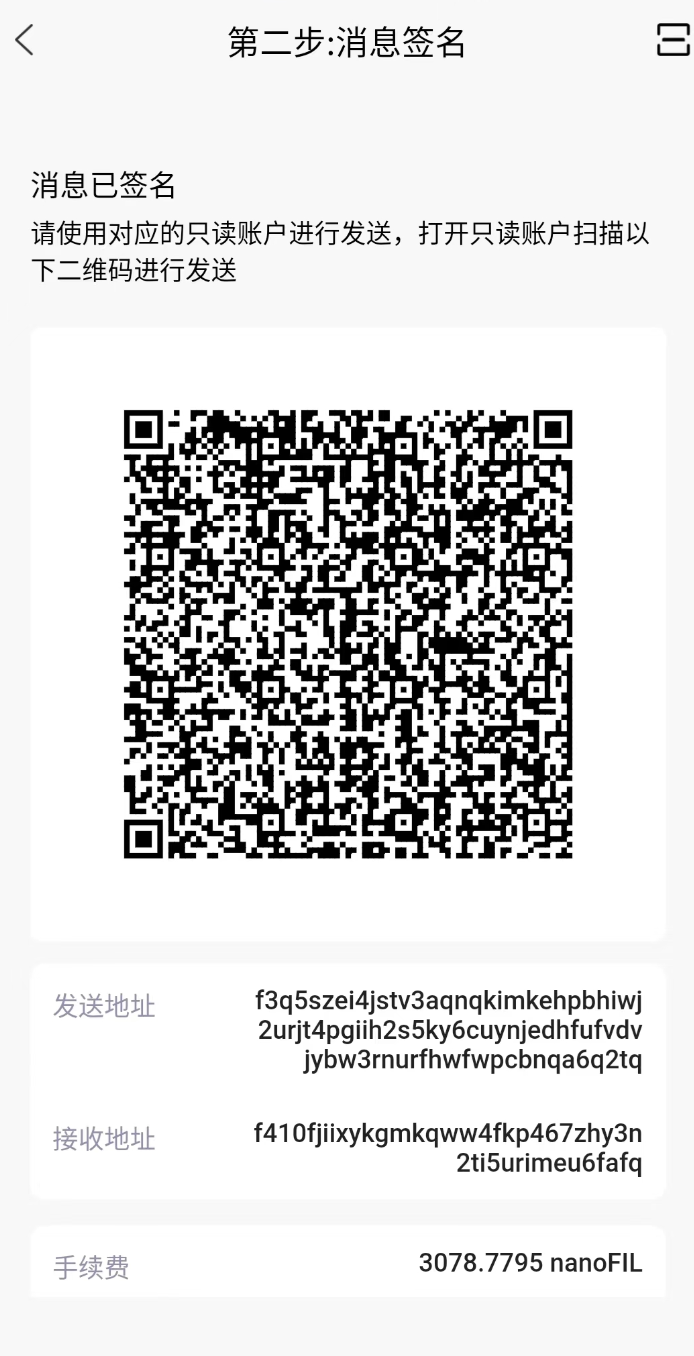 第二步:消息签名
消息已签名
请使用对应的只读账户进行发送，打开只读账户扫描以
下二维码进行发送
发送地址
f3q5szei4jstv3aqnqkimkehpbhiwj
2urjt4pgiih2s5ky6cuynjedhfufvdv
jybw3rnurfhwfwpcbnqa6q2tq
接收地址
f410fjiixykgmkqww4fkp467zhy3n
2ti5urimeu6fafq
手续费
3078.7795 nanoFIL